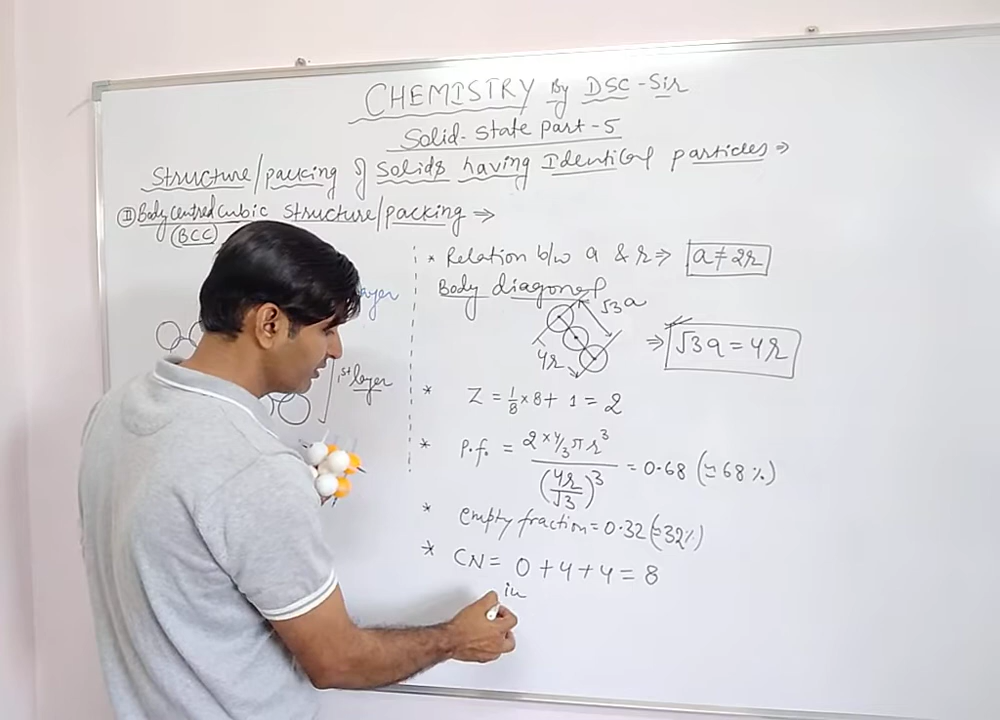 CHEMISTRY By DSC-Sir
Solid-State Part-5
Structure/packing of Solids having Identical particles ⇒
II Body centred cubic Structure/packing ⇒
(BCC)
layer
1st layer
* Relation b/w a & r ⇒ a ≠ 2r
Body diagonal
√3a
4r
⇒ √3a = 4r
* Z = 1/8 × 8 + 1 = 2
* P.f. = 2 × 4/3 π r³ / (4r/√3)³ = 0.68 (≃ 68%)
* empty fraction = 0.32 (≃ 32%)
* CN = 0 + 4 + 4 = 8
in